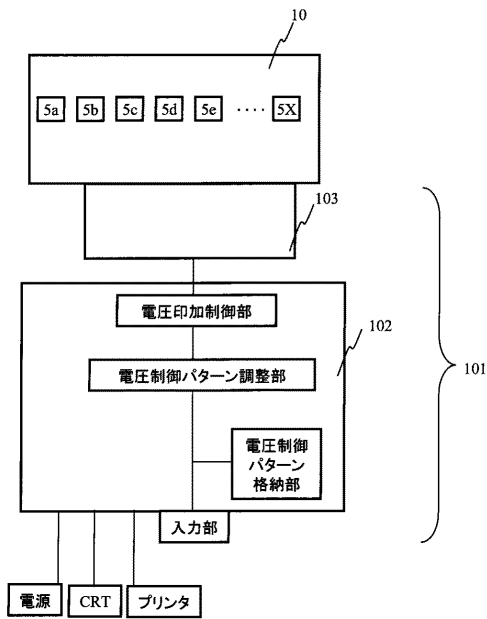 10
5a 5b 5c 5d 5e ···· 5X
103
電圧印加制御部
102
電圧制御パターン調整部
101
電圧制御
パターン
格納部
入力部
電源 CRT プリンタ